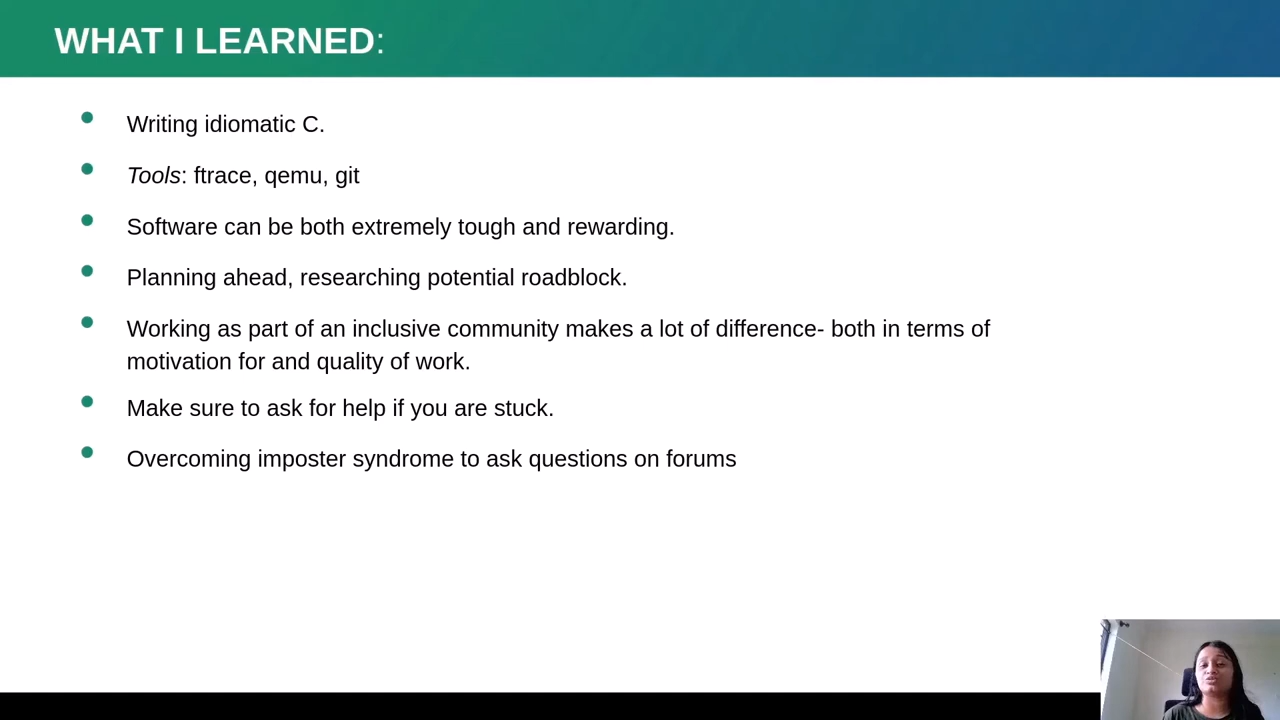 WHAT I LEARNED:
Writing idiomatic C.
Tools: ftrace, qemu, git
Software can be both extremely tough and rewarding.
Planning ahead, researching potential roadblock.
Working as part of an inclusive community makes a lot of difference- both in terms of
motivation for and quality of work.
Make sure to ask for help if you are stuck.
Overcoming imposter syndrome to ask questions on forums